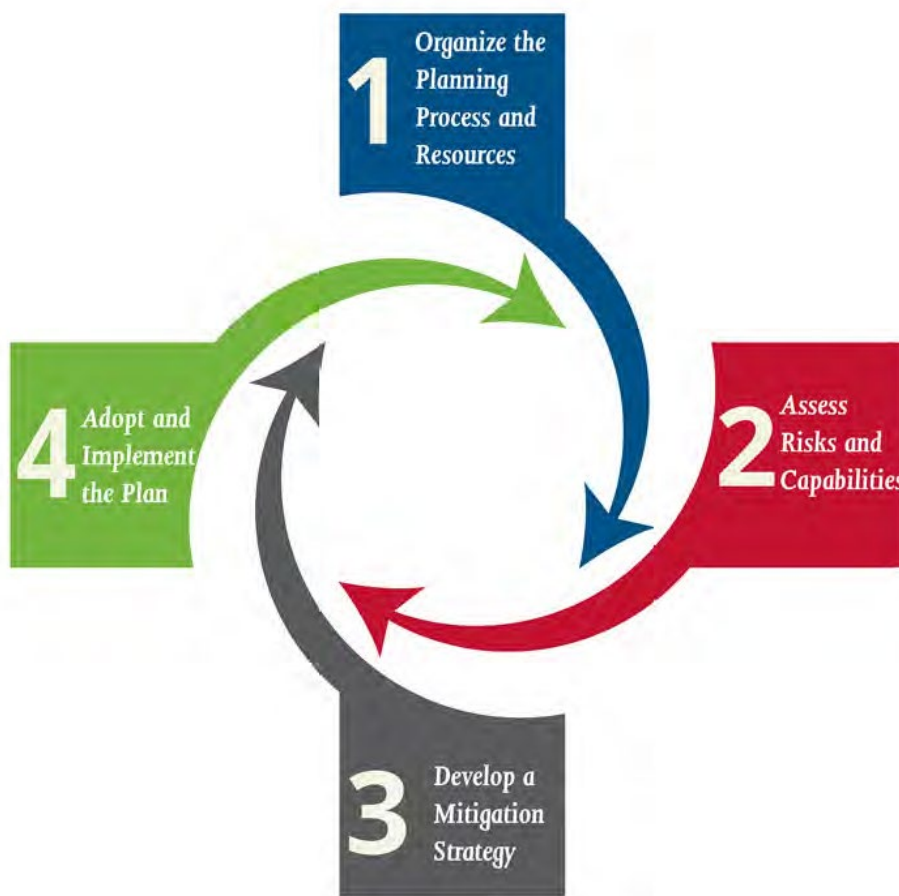 1
Organize the
Planning
Process and
Resources
2
Assess
Risks and
Capabilities
3
Develop a
Mitigation
Strategy
4
Adopt and
Implement
the Plan